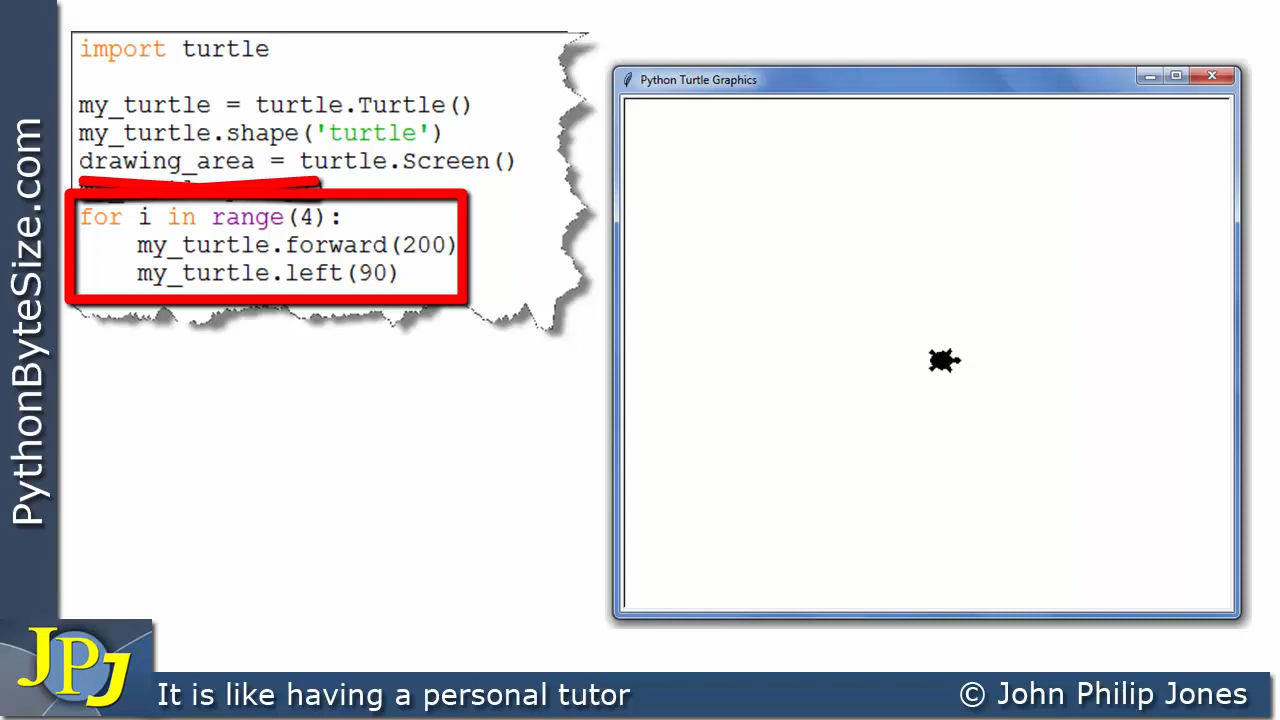 PythonByteSize.com
import turtle
my_turtle = turtle.Turtle()
my_turtle.shape('turtle')
drawing_area = turtle.Screen()
for i in range(4):
my_turtle.forward(200)
my_turtle.left(90)
Python Turtle Graphics
JPJ
It is like having a personal tutor
© John Philip Jones